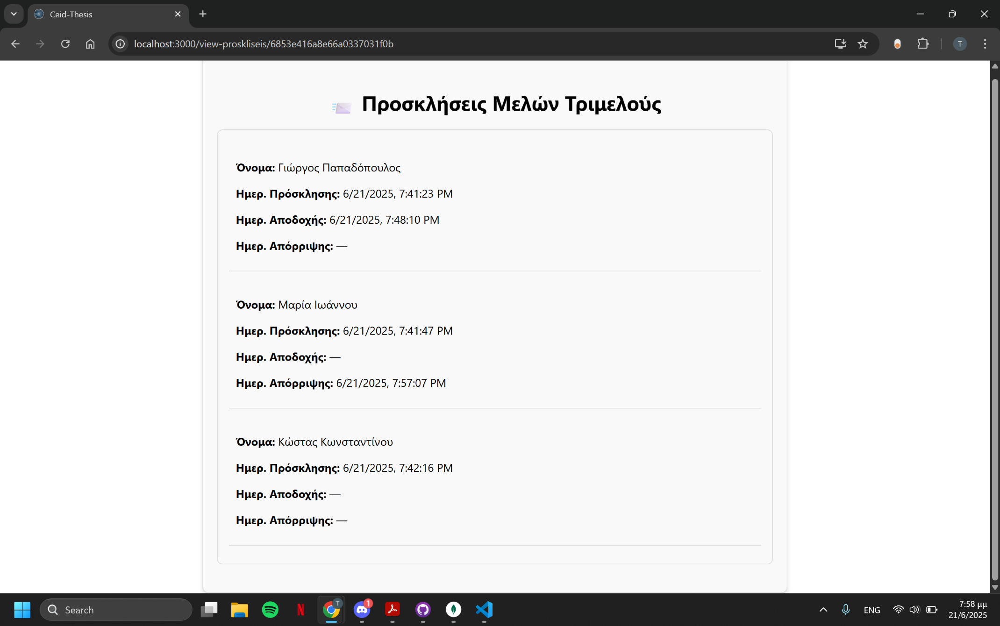 Ceid-Thesis
localhost:3000/view-proskliseis/6853e416a8e66a0337031f0b
T
Προσκλήσεις Μελών Τριμελούς
Όνομα: Γιώργος Παπαδόπουλος
Ημερ. Πρόσκλησης: 6/21/2025, 7:41:23 PM
Ημερ. Αποδοχής: 6/21/2025, 7:48:10 PM
Ημερ. Απόρριψης: —
Όνομα: Μαρία Ιωάννου
Ημερ. Πρόσκλησης: 6/21/2025, 7:41:47 PM
Ημερ. Αποδοχής: —
Ημερ. Απόρριψης: 6/21/2025, 7:57:07 PM
Όνομα: Κώστας Κωνσταντίνου
Ημερ. Πρόσκλησης: 6/21/2025, 7:42:16 PM
Ημερ. Αποδοχής: —
Ημερ. Απόρριψης: —
Search
T
1
ENG
7:58 μμ
21/6/2025